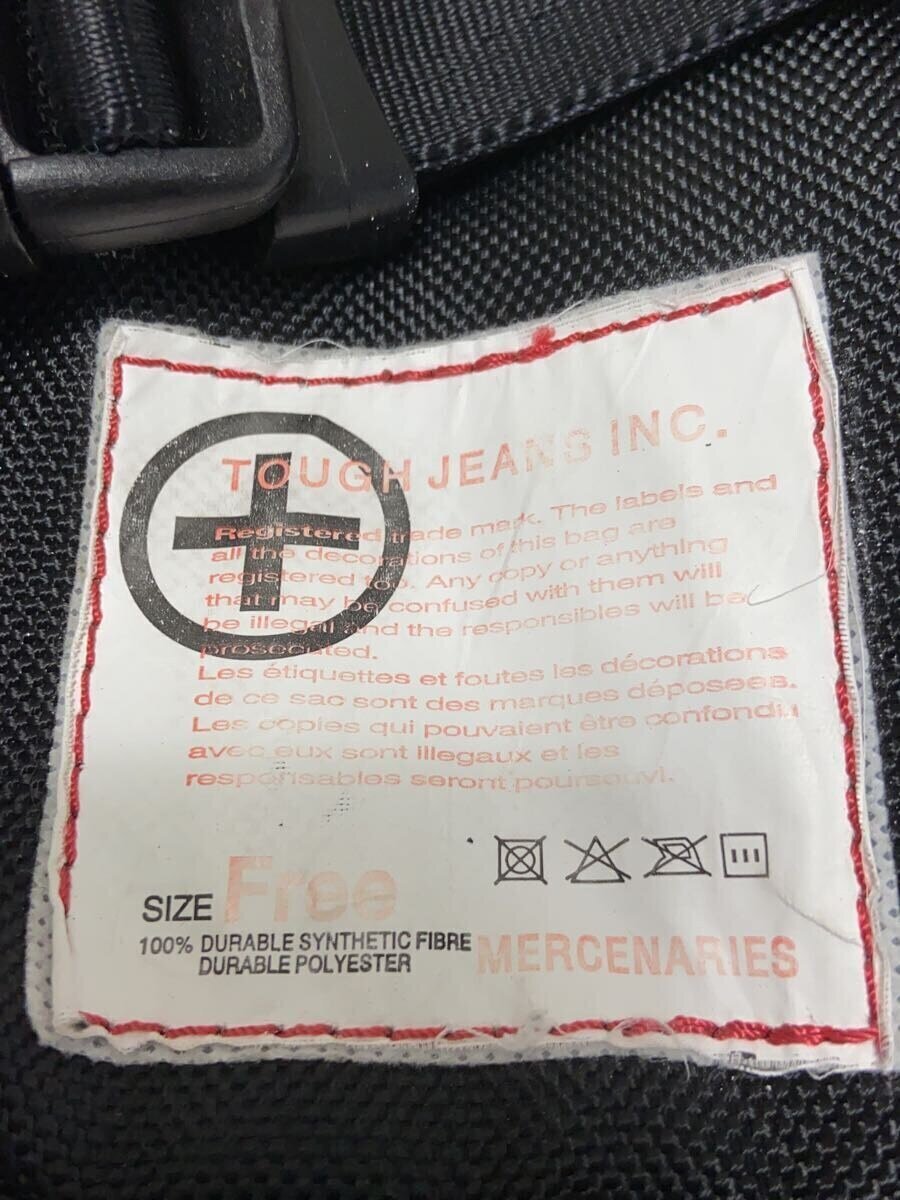 TOUGH JEANS INC.
Registered trade mark. The labels and
all the decorations of this bag are
registered too. Any copy or anything
that may be confused with them will
be illegal and the responsibles will be
prosecuted.
Les étiquettes et foutes les décorations
de ce sac sont des marques déposees.
Les copies qui pouvaient être confondu
avec eux sont illegaux et les
responsables seront poursouvi.
SIZE Free
100% DURABLE SYNTHETIC FIBRE
DURABLE POLYESTER
MERCENARIES